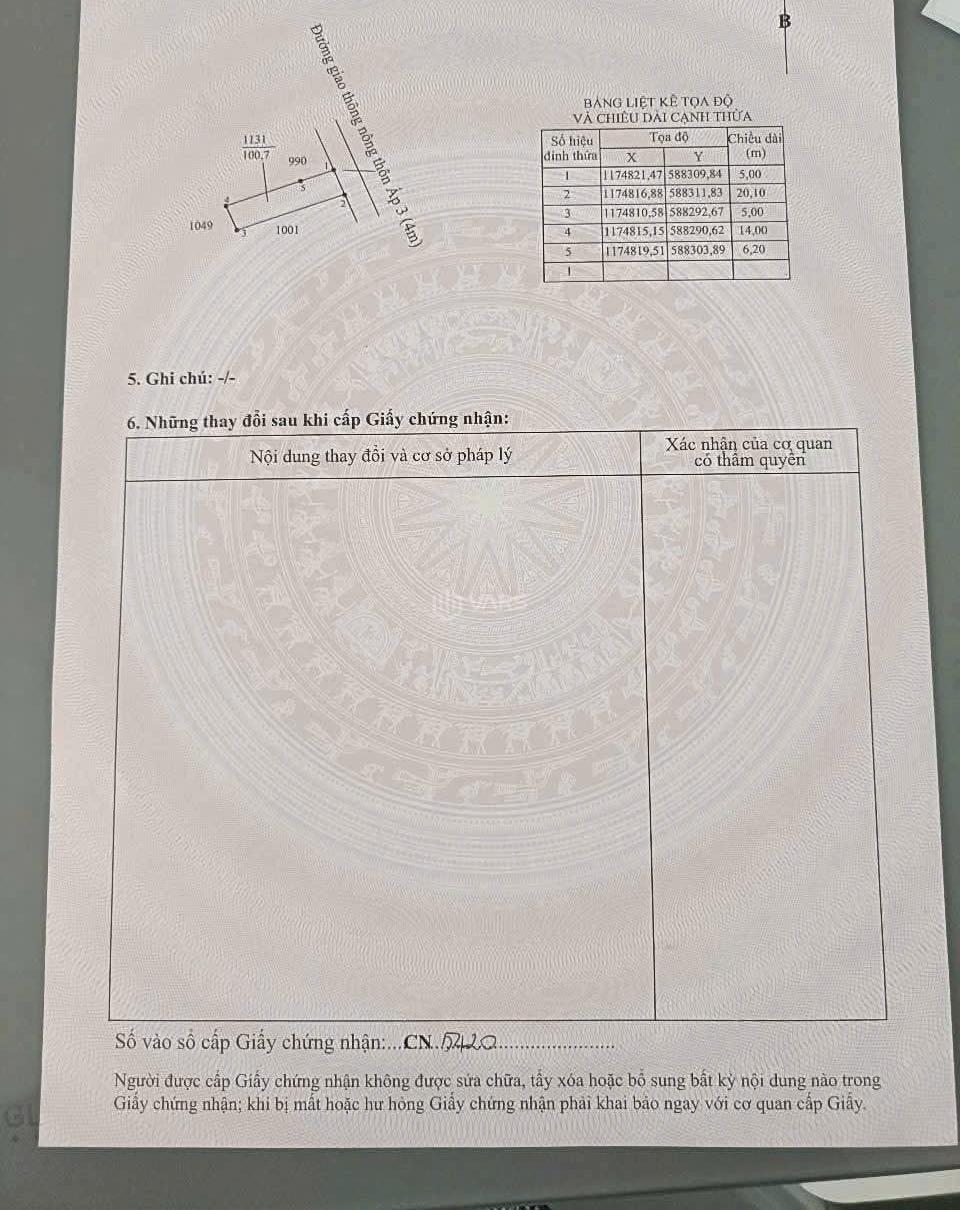 B
Đường giao thông nông thôn Ấp 3 (4m)
1131
100,7
990
1
5
4
2
3
1049
1001
BẢNG LIỆT KÊ TỌA ĐỘ
VÀ CHIỀU DÀI CẠNH THỬA
Số hiệu đỉnh thửa Tọa độ Chiều dài (m)
X Y
1 1174821,47 588309,84 5,00
2 1174816,88 588311,83 20,10
3 1174810,58 588292,67 5,00
4 1174815,15 588290,62 14,00
5 1174819,51 588303,89 6,20
1
5. Ghi chú: -/-
6. Những thay đổi sau khi cấp Giấy chứng nhận:
Nội dung thay đổi và cơ sở pháp lý
Xác nhận của cơ quan
có thẩm quyền
VARS
Số vào sổ cấp Giấy chứng nhận:...CN..5420......................
Người được cấp Giấy chứng nhận không được sửa chữa, tẩy xóa hoặc bổ sung bất kỳ nội dung nào trong
Giấy chứng nhận; khi bị mất hoặc hư hỏng Giấy chứng nhận phải khai báo ngay với cơ quan cấp Giấy.